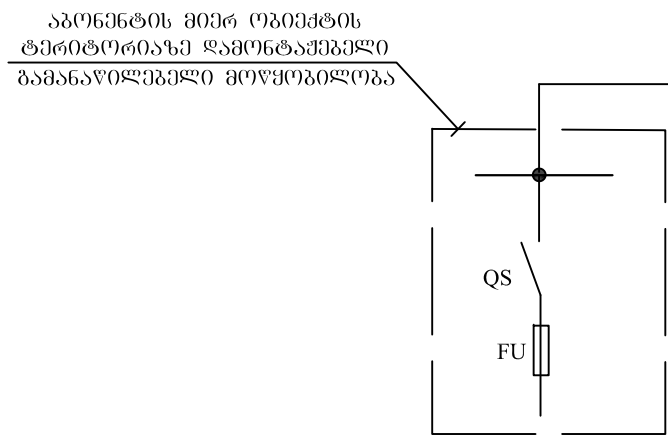 აბონენტის მიერ ობიექტის
ტერიტორიაზე დამონტაჟებელი
გამანაწილებელი მოწყობილობა
QS
FU